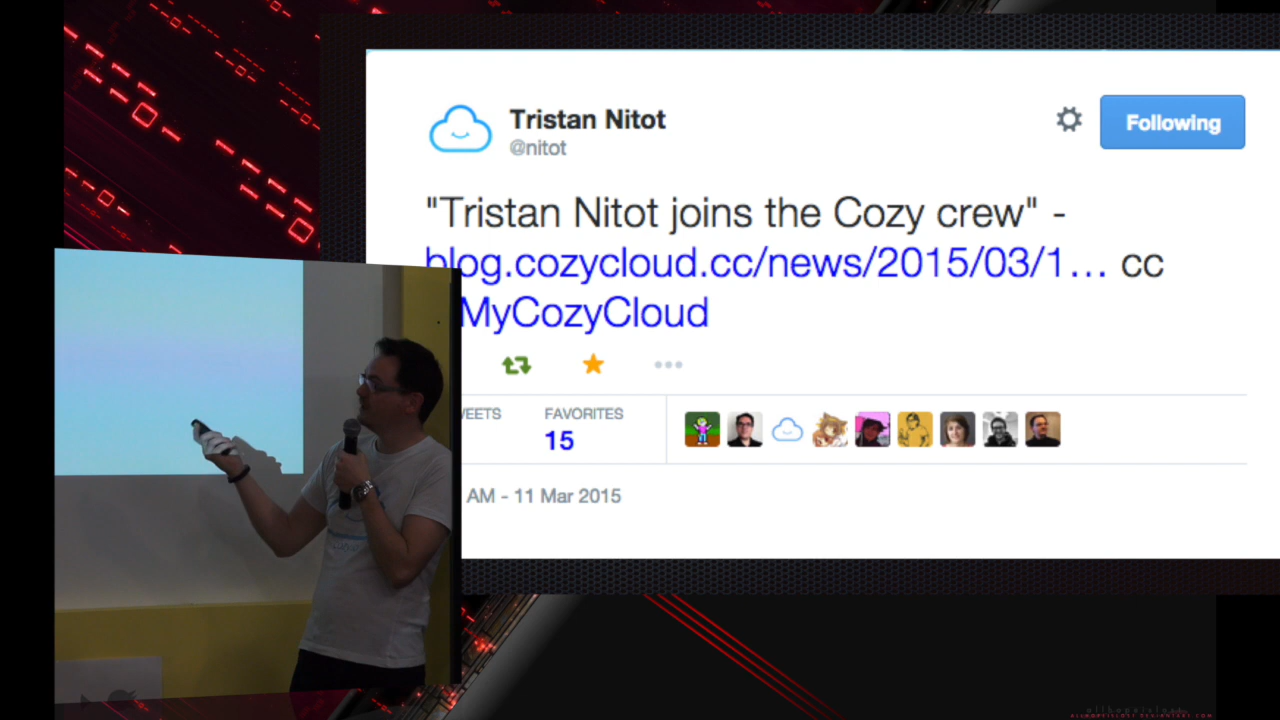 Tristan Nitot
@nitot
Following
"Tristan Nitot joins the Cozy crew" -
blog.cozycloud.cc/news/2015/03/1… cc
MyCozyCloud
FAVORITES
15
AM - 11 Mar 2015